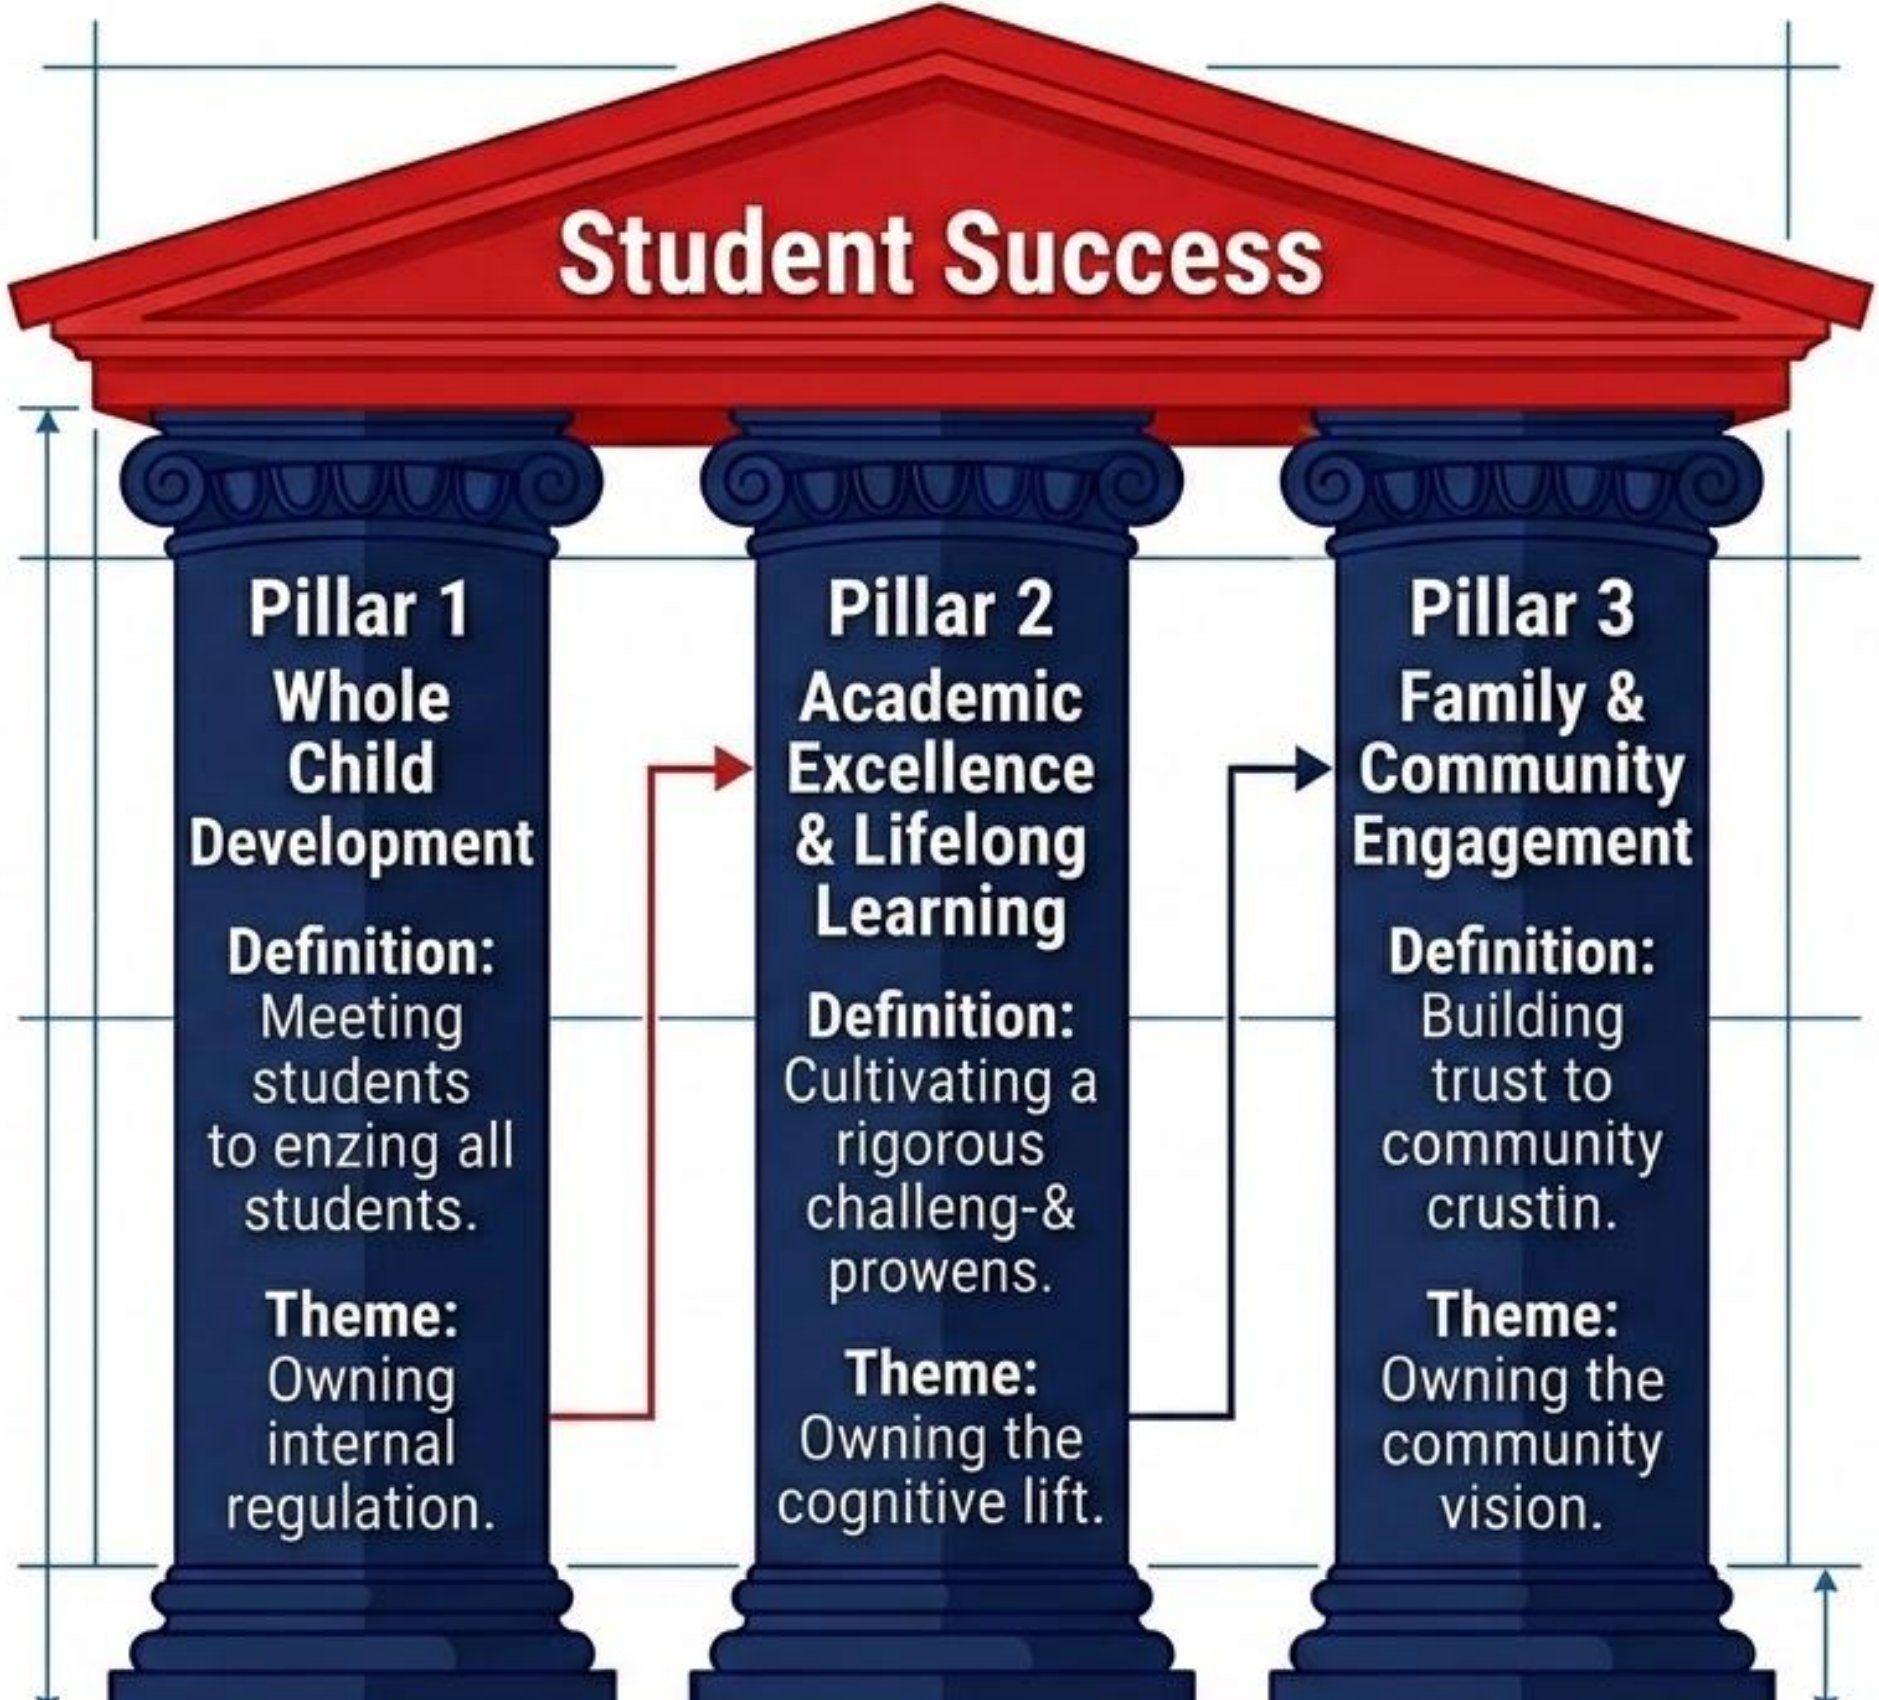 Student Success
Pillar 1
Whole
Child
Development
Definition:
Meeting
students
to enzing all
students.
Theme:
Owning
internal
regulation.
Pillar 2
Academic
Excellence
& Lifelong
Learning
Definition:
Cultivating a
rigorous
challeng-&
prowens.
Theme:
Owning the
cognitive lift.
Pillar 3
Family &
Community
Engagement
Definition:
Building
trust to
community
crustin.
Theme:
Owning the
community
vision.